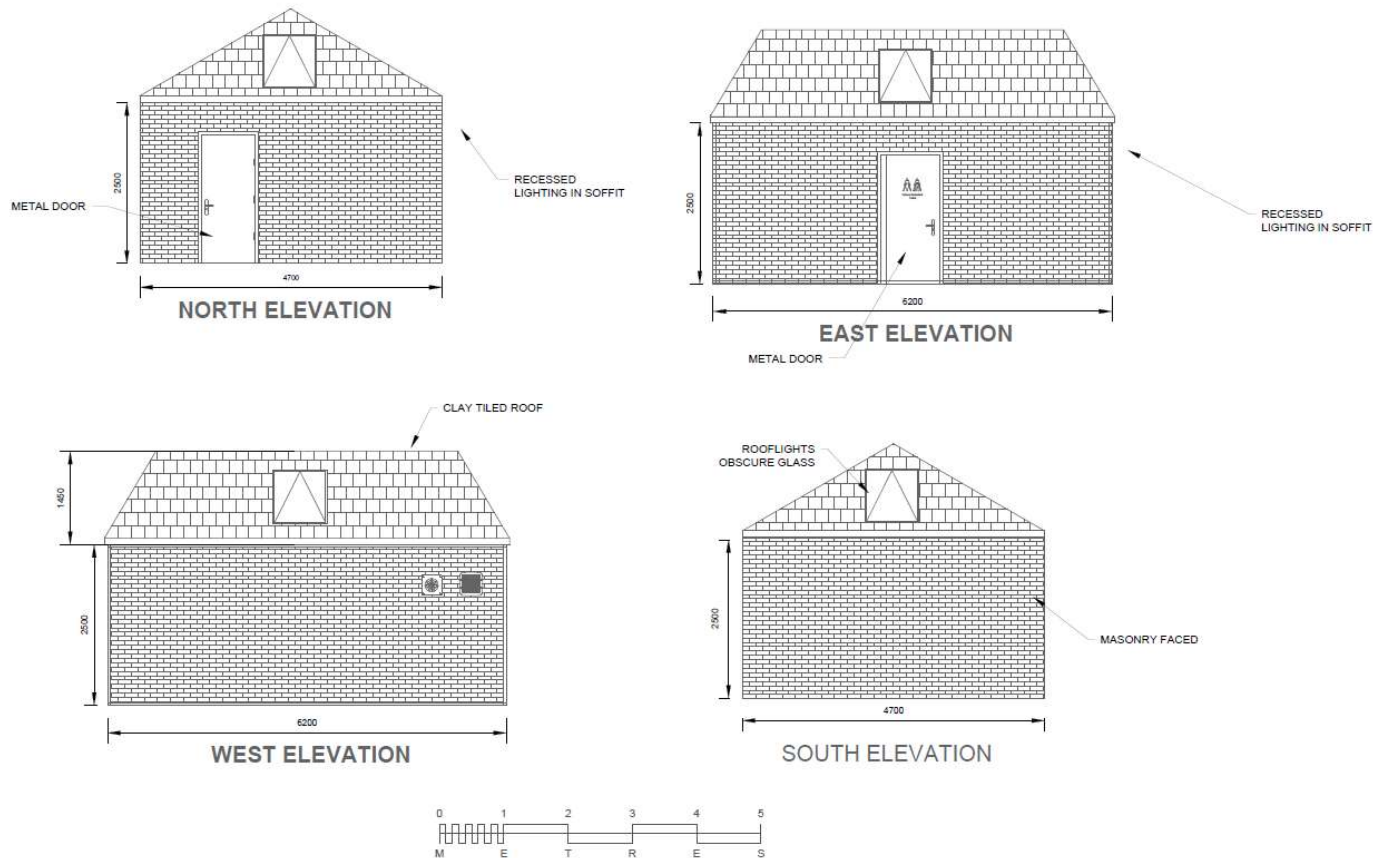 2500
METAL DOOR
RECESSED
LIGHTING IN SOFFIT
4700
NORTH ELEVATION
2500
RECESSED
LIGHTING IN SOFFIT
6200
EAST ELEVATION
METAL DOOR
CLAY TILED ROOF
1450
2500
6200
WEST ELEVATION
ROOFLIGHTS
OBSCURE GLASS
2500
MASONRY FACED
4700
SOUTH ELEVATION
0 1 2 3 4 5
M E T R E S